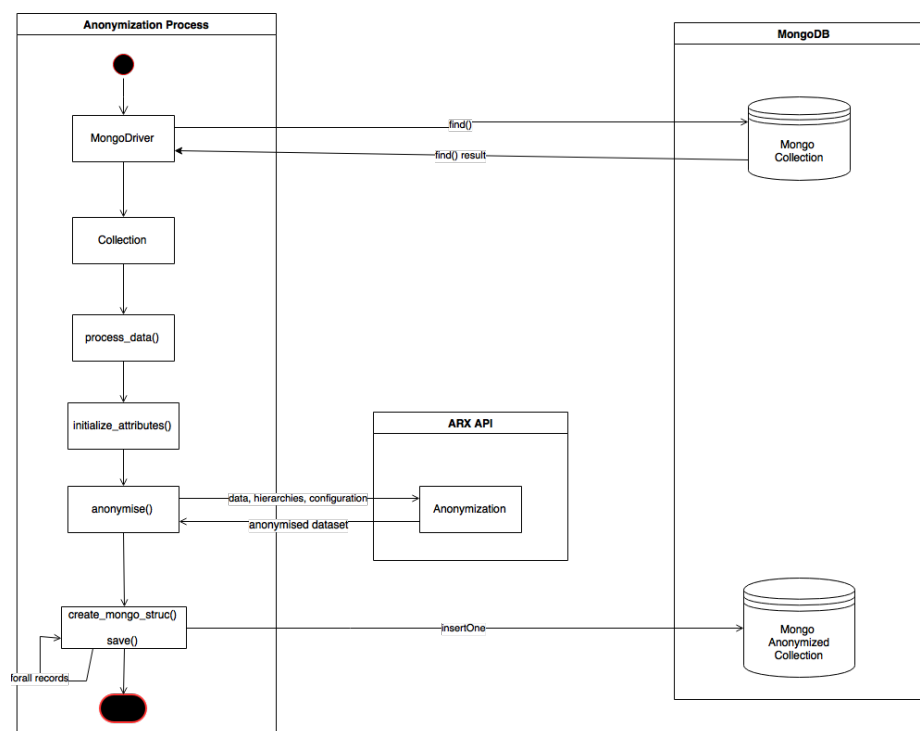 Anonymization Process
MongoDB
MongoDriver
find()
find() result
Mongo
Collection
Collection
process_data()
initialize_attributes()
ARX API
anonymise()
data, hierarchies, configuration
anonymised dataset
Anonymization
create_mongo_struc()
save()
insertOne
forall records
Mongo
Anonymized
Collection